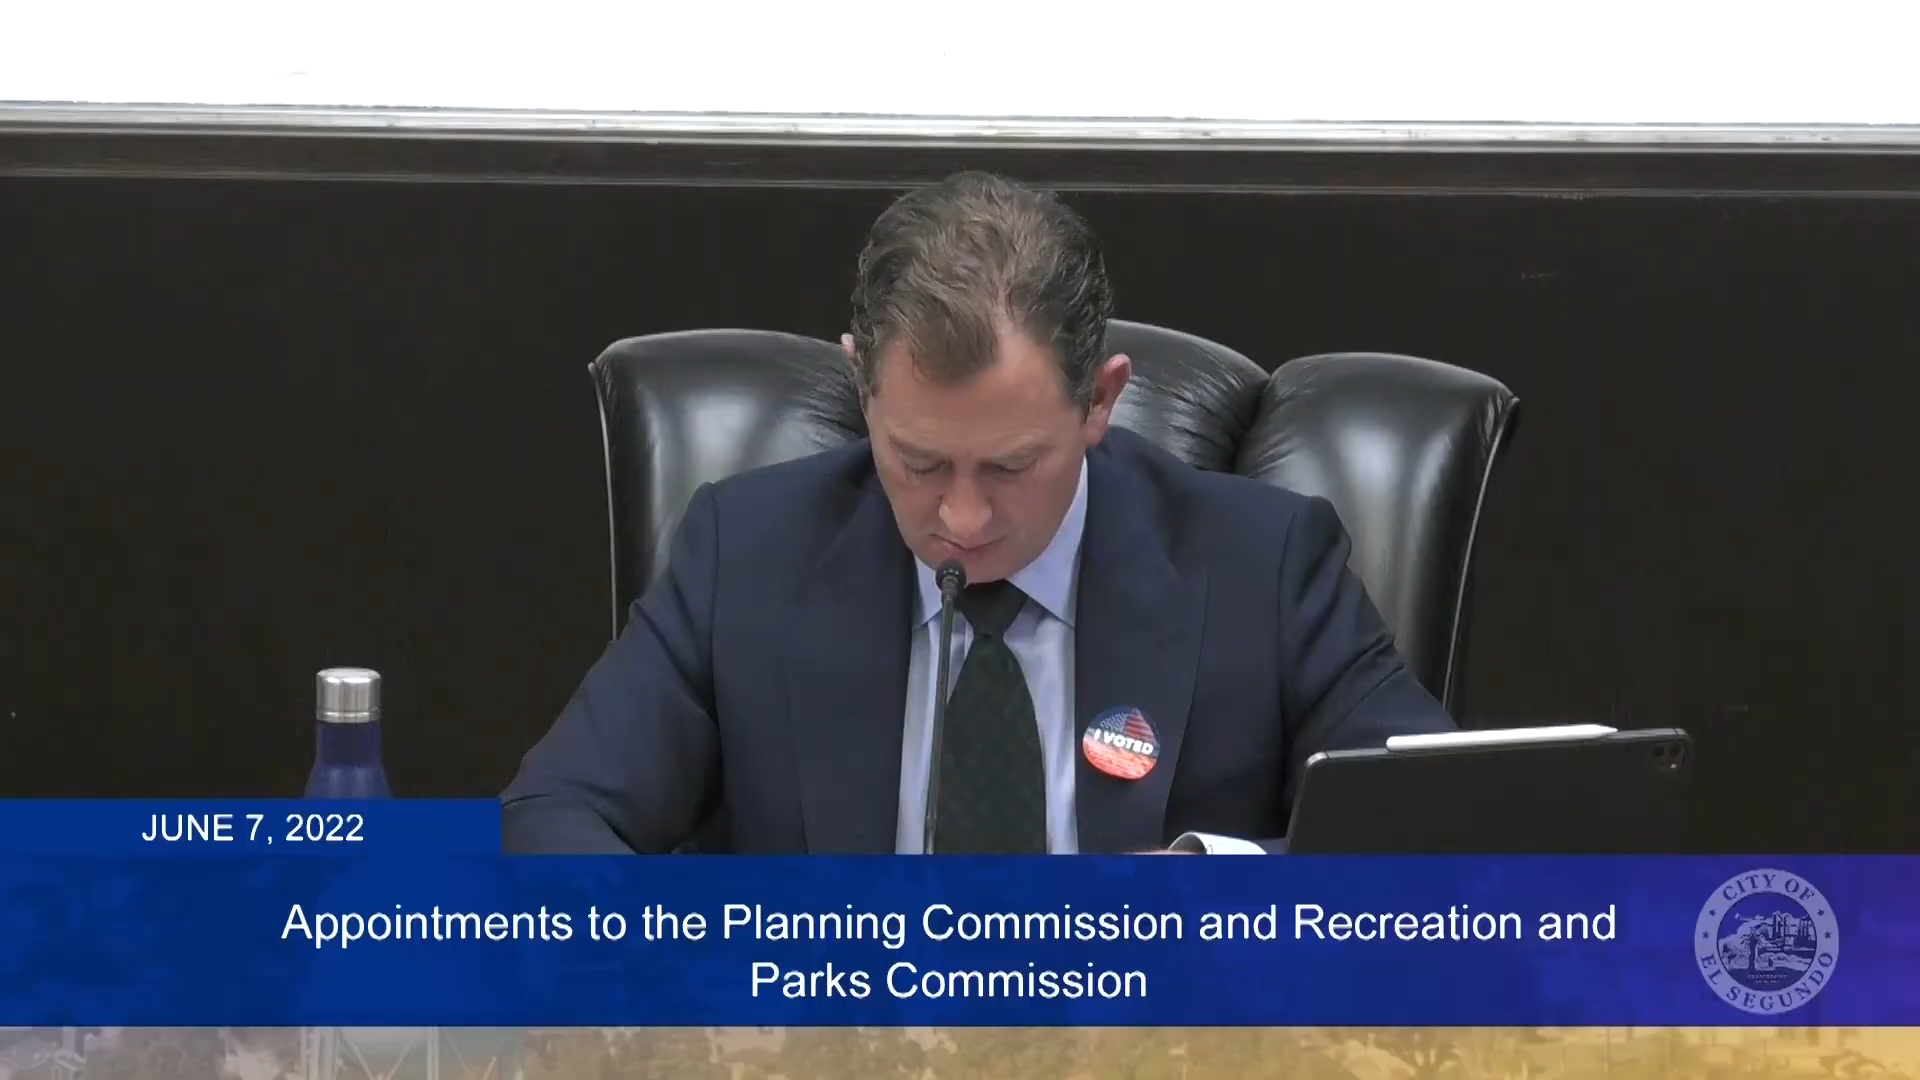 I VOTED
JUNE 7, 2022
Appointments to the Planning Commission and Recreation and
Parks Commission
CITY OF
EL SEGUNDO